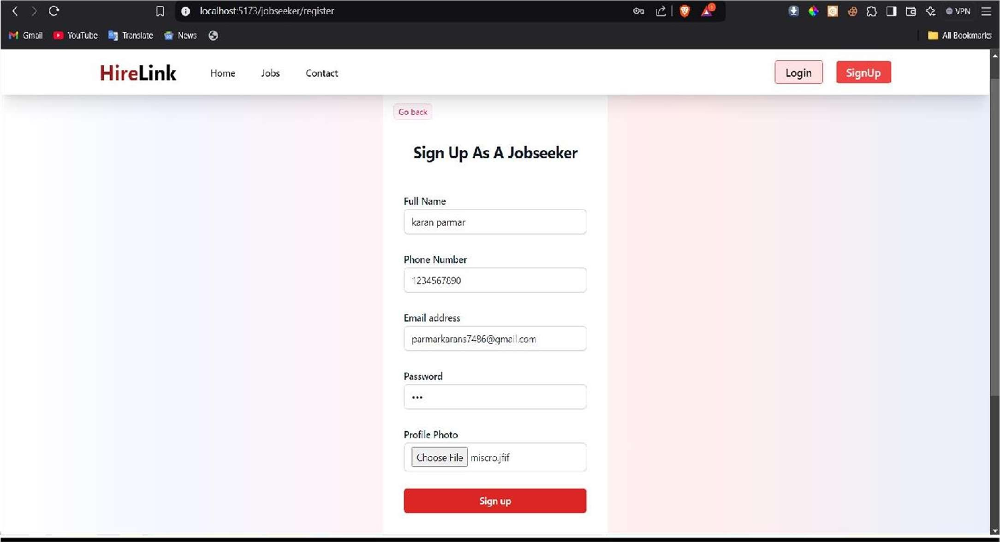 localhost:5173/jobseeker/register
VPN
Gmail YouTube Translate News All Bookmarks
HireLink Home Jobs Contact Login SignUp
Go back
Sign Up As A Jobseeker
Full Name
karan parmar
Phone Number
1234567890
Email address
parmarkarans7486@gmail.com
Password
•••
Profile Photo
Choose File miscro.jfif
Sign up